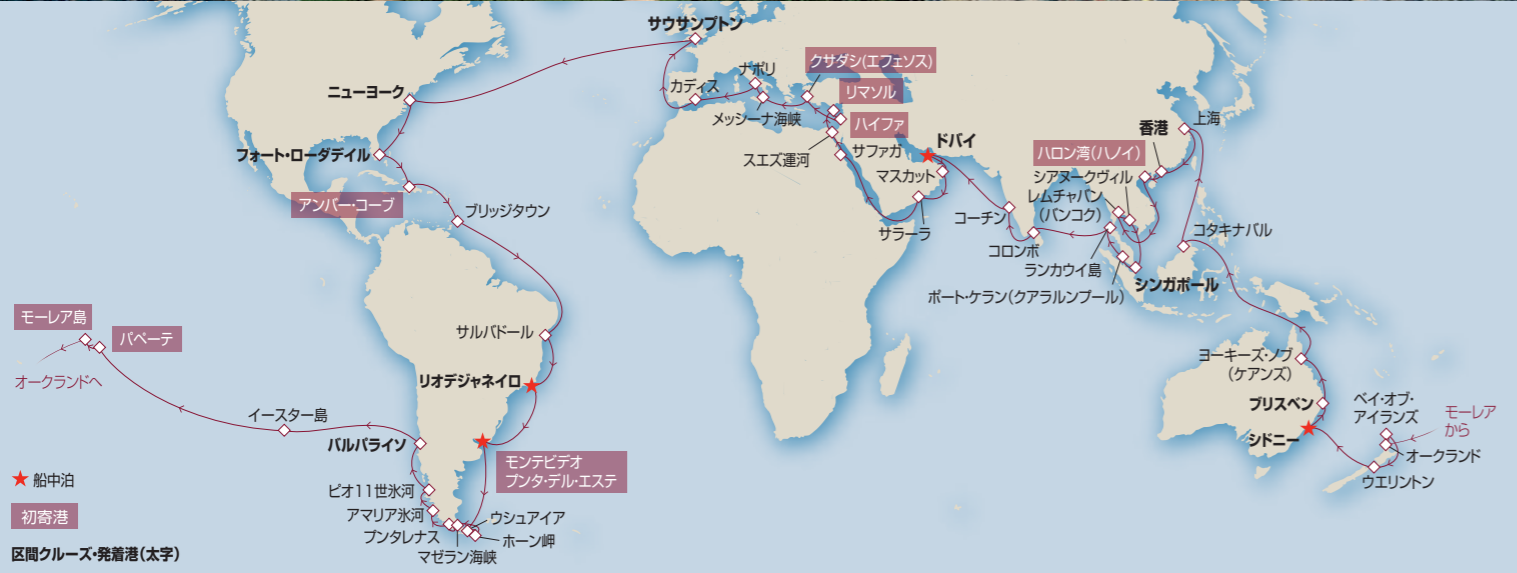 サウサンプトン
ニューヨーク
フォート・ローダデイル
アンバー・コーブ
ブリッジタウン
サルバドール
リオデジャネイロ
モンテビデオ
プンタ・デル・エステ
ウシュアイア
ホーン岬
マゼラン海峡
プンタレナス
アマリア氷河
ピオ11世氷河
バルパライソ
イースター島
パペーテ
モーレア島
オークランドへ
カディス
ナポリ
メッシーナ海峡
クサダシ(エフェソス)
リマソル
ハイファ
スエズ運河
サファガ
ドバイ
マスカット
サラーラ
コーチン
コロンボ
ランカウイ島
ポート・ケラン(クアラルンプール)
シンガポール
レムチャバン
(バンコク)
シアヌークヴィル
ハロン湾(ハノイ)
香港
上海
コタキナバル
ヨーキーズ・ノブ
(ケアンズ)
ブリスベン
シドニー
ベイ・オブ・
アイランズ
モーレア
から
オークランド
ウエリントン
★ 船中泊
初寄港
区間クルーズ・発着港(太字)